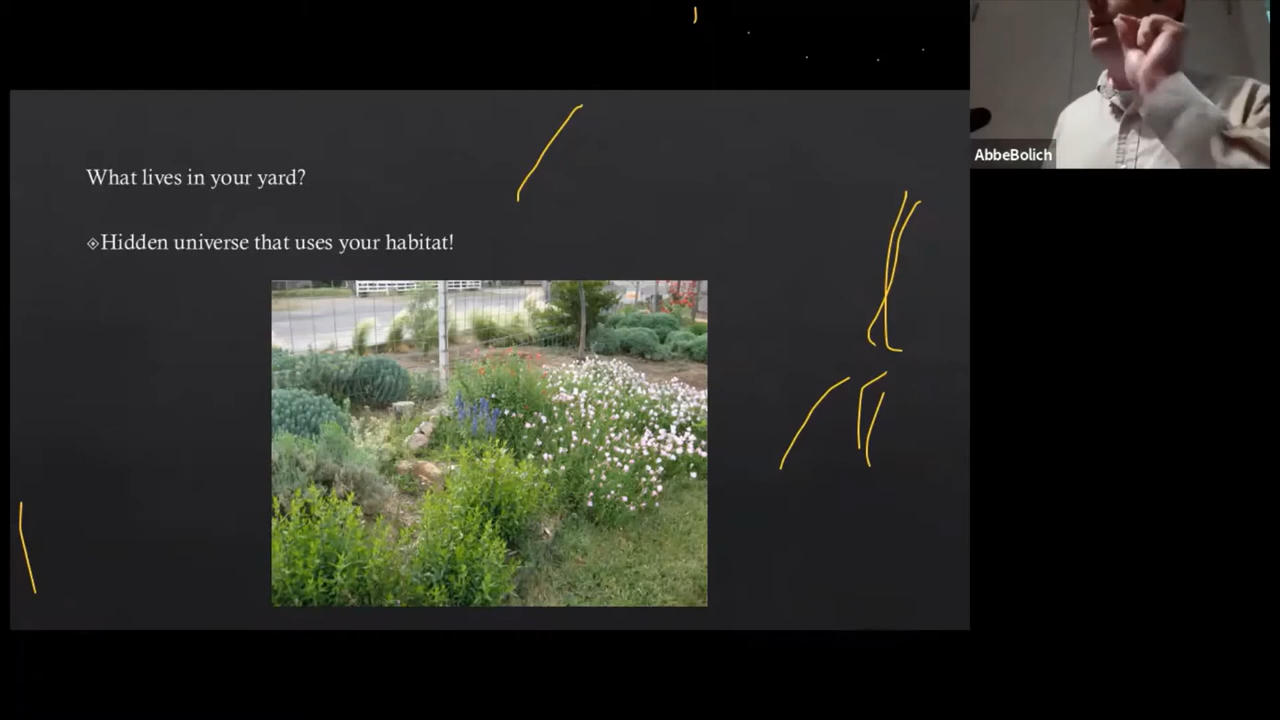 What lives in your yard?
◈Hidden universe that uses your habitat!
AbbeBolich